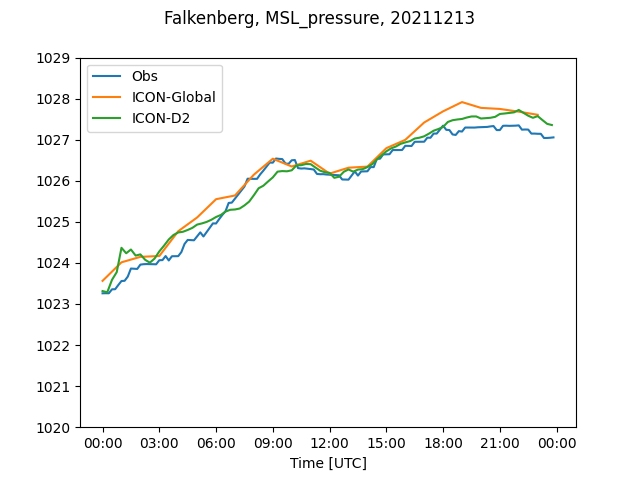 Falkenberg, MSL_pressure, 20211213
1029
1028
1027
1026
1025
1024
1023
1022
1021
1020
Obs
ICON-Global
ICON-D2
00:00 03:00 06:00 09:00 12:00 15:00 18:00 21:00 00:00
Time [UTC]